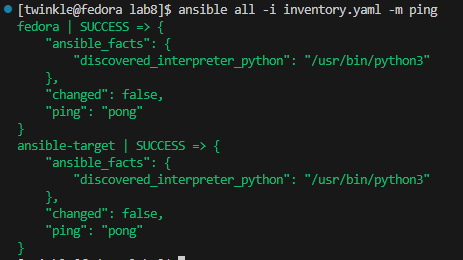 [twinkle@fedora lab8]$ ansible all -i inventory.yaml -m ping
fedora | SUCCESS => {
    "ansible_facts": {
        "discovered_interpreter_python": "/usr/bin/python3"
    },
    "changed": false,
    "ping": "pong"
}
ansible-target | SUCCESS => {
    "ansible_facts": {
        "discovered_interpreter_python": "/usr/bin/python3"
    },
    "changed": false,
    "ping": "pong"
}